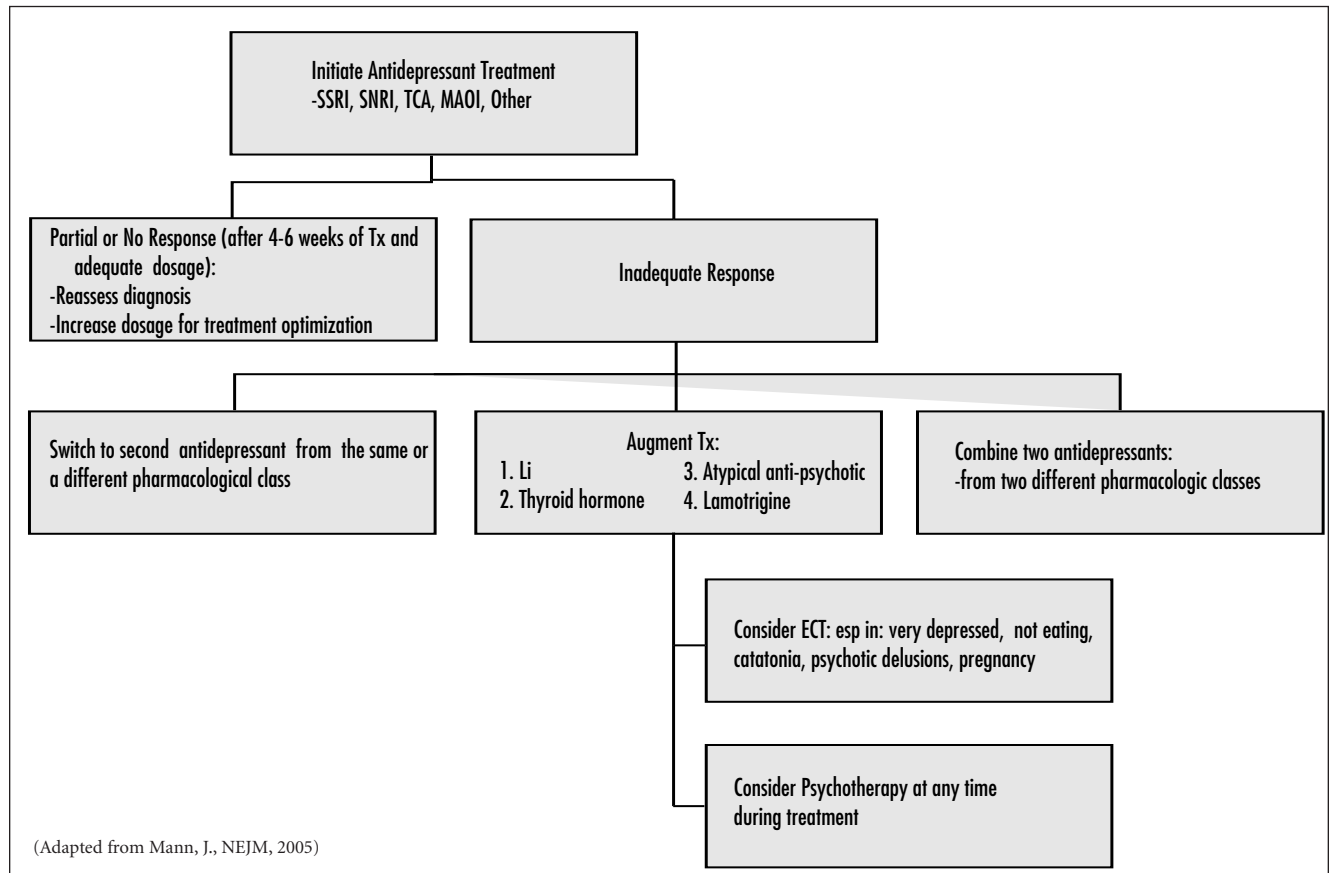 Initiate Antidepressant Treatment
-SSRI, SNRI, TCA, MAOI, Other
Partial or No Response (after 4-6 weeks of Tx and
adequate dosage):
-Reassess diagnosis
-Increase dosage for treatment optimization
Inadequate Response
Switch to second antidepressant from the same or
a different pharmacological class
Augment Tx:
1. Li
2. Thyroid hormone
3. Atypical anti-psychotic
4. Lamotrigine
Combine two antidepressants:
-from two different pharmacologic classes
Consider ECT: esp in: very depressed, not eating,
catatonia, psychotic delusions, pregnancy
Consider Psychotherapy at any time
during treatment
(Adapted from Mann, J., NEJM, 2005)